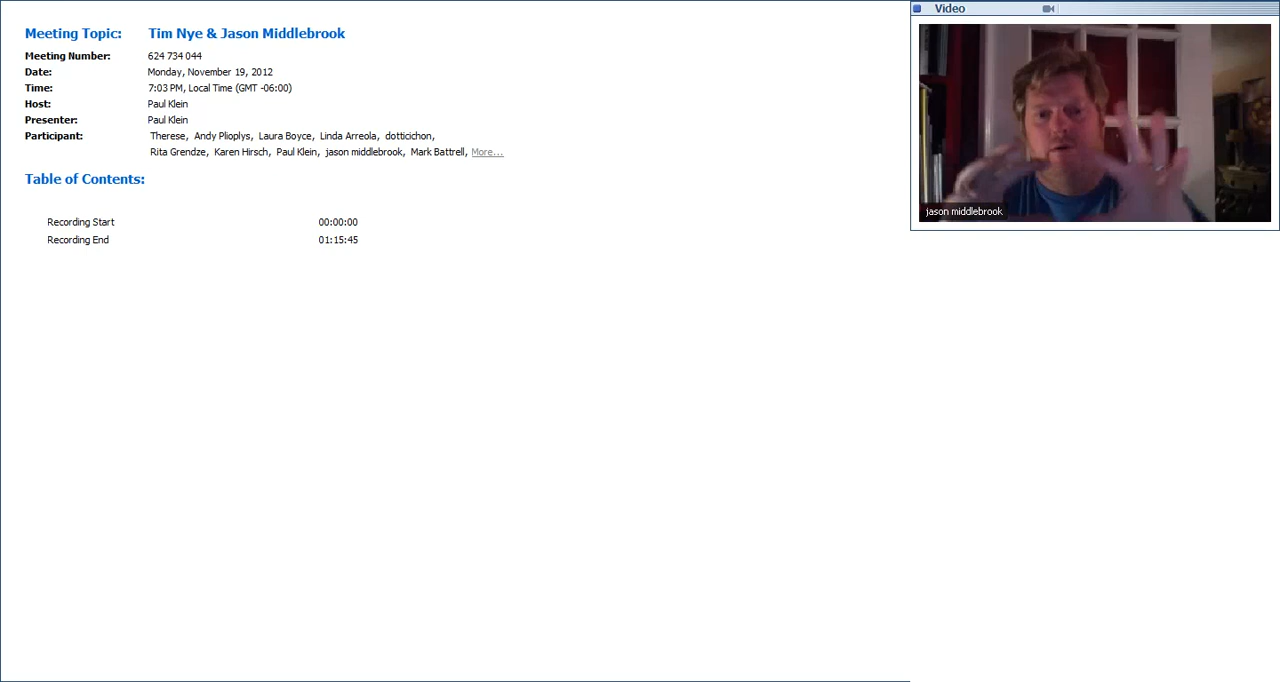 Meeting Topic: Tim Nye & Jason Middlebrook
Meeting Number: 624 734 044
Date: Monday, November 19, 2012
Time: 7:03 PM, Local Time (GMT -06:00)
Host: Paul Klein
Presenter: Paul Klein
Participant: Therese, Andy Plioplys, Laura Boyce, Linda Arreola, dotticichon,
Rita Grendze, Karen Hirsch, Paul Klein, jason middlebrook, Mark Battrell, More...
Table of Contents:
Recording Start 00:00:00
Recording End 01:15:45
Video
jason middlebrook